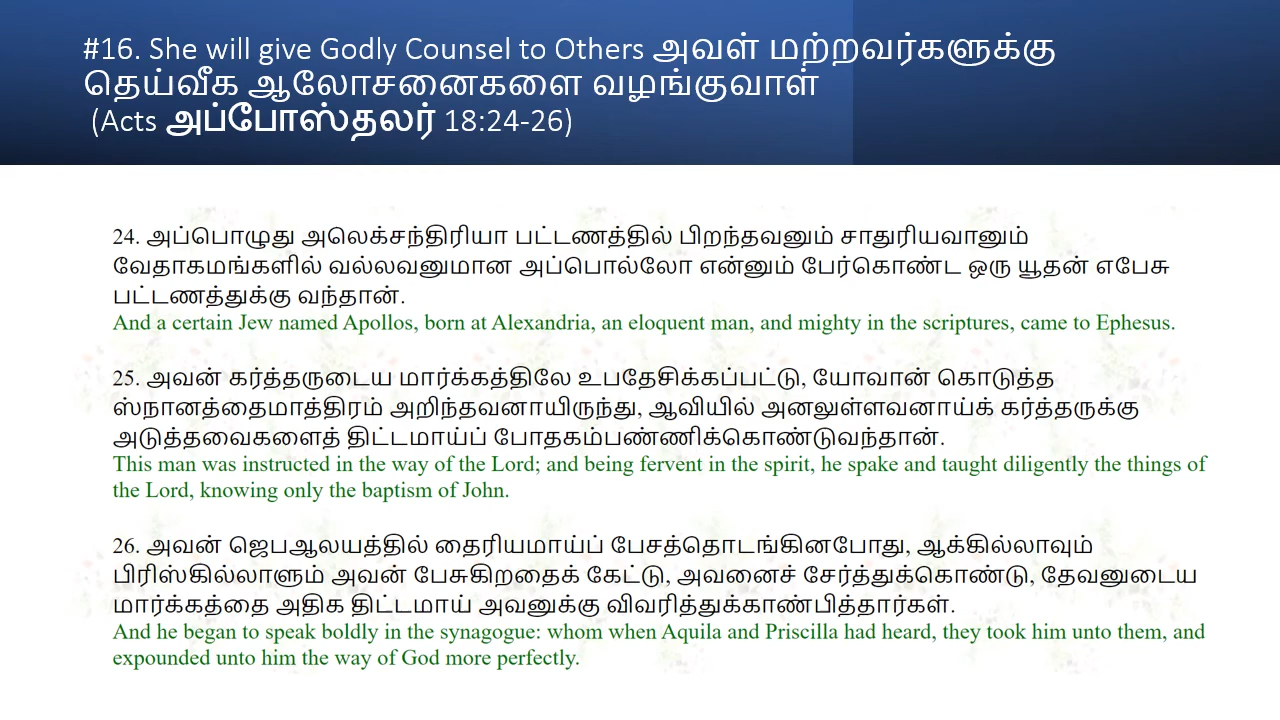 #16. She will give Godly Counsel to Others அவள் மற்றவர்களுக்கு
தெய்வீக ஆலோசனைகளை வழங்குவாள்
(Acts அப்போஸ்தலர் 18:24-26)
24. அப்பொழுது அலெக்சந்திரியா பட்டணத்தில் பிறந்தவனும் சாதுரியவானும்
வேதாகமங்களில் வல்லவனுமான அப்பொல்லோ என்னும் பேர்கொண்ட ஒரு யூதன் எபேசு
பட்டணத்துக்கு வந்தான்.
And a certain Jew named Apollos, born at Alexandria, an eloquent man, and mighty in the scriptures, came to Ephesus.
25. அவன் கர்த்தருடைய மார்க்கத்திலே உபதேசிக்கப்பட்டு, யோவான் கொடுத்த
ஸ்நானத்தைமாத்திரம் அறிந்தவனாயிருந்து, ஆவியில் அனலுள்ளவனாய்க் கர்த்தருக்கு
அடுத்தவைகளைத் திட்டமாய்ப் போதகம்பண்ணிக்கொண்டுவந்தான்.
This man was instructed in the way of the Lord; and being fervent in the spirit, he spake and taught diligently the things of
the Lord, knowing only the baptism of John.
26. அவன் ஜெபஆலயத்தில் தைரியமாய்ப் பேசத்தொடங்கினபோது, ஆக்கில்லாவும்
பிரிஸ்கில்லாளும் அவன் பேசுகிறதைக் கேட்டு, அவனைச் சேர்த்துக்கொண்டு, தேவனுடைய
மார்க்கத்தை அதிக திட்டமாய் அவனுக்கு விவரித்துக்காண்பித்தார்கள்.
And he began to speak boldly in the synagogue: whom when Aquila and Priscilla had heard, they took him unto them, and
expounded unto him the way of God more perfectly.